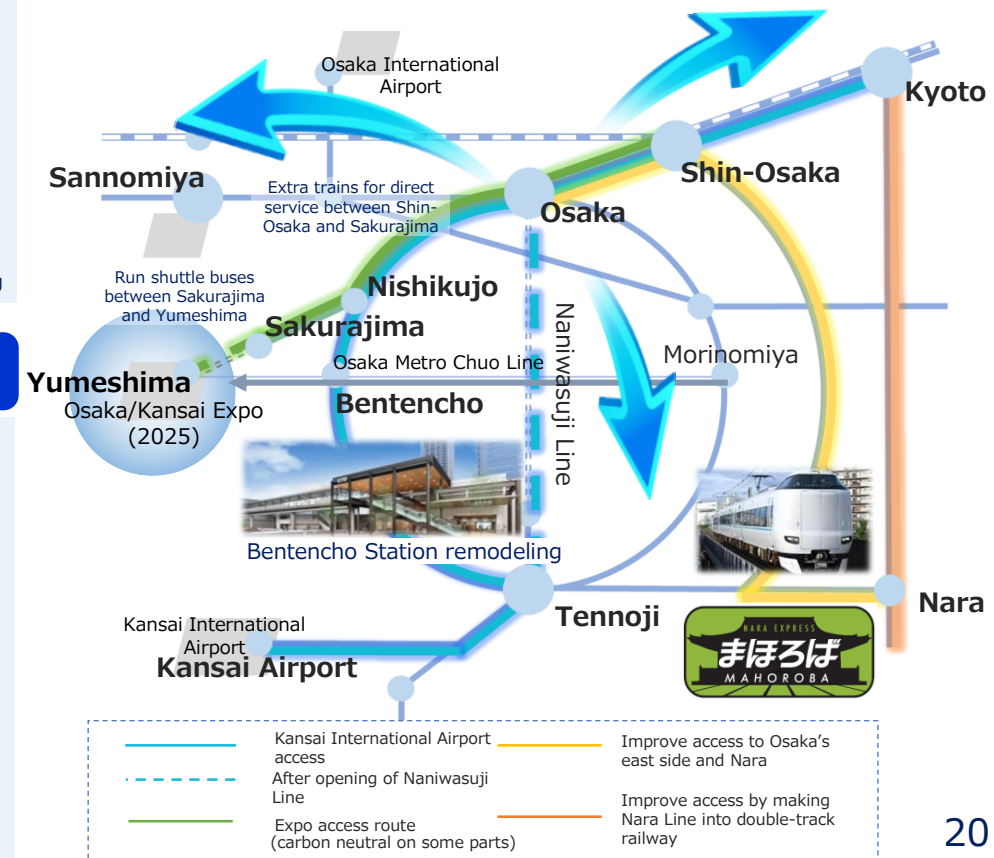 Osaka International
Airport
Kyoto
Shin-Osaka
Sannomiya
Extra trains for direct
service between Shin-
Osaka and Sakurajima
Osaka
Run shuttle buses
between Sakurajima
and Yumeshima
Nishikujo
Sakurajima
Naniwasuji Line
Osaka Metro Chuo Line
Morinomiya
Yumeshima
Osaka/Kansai Expo
(2025)
Bentencho
Bentencho Station remodeling
Tennoji
Nara
Kansai International
Airport
Kansai Airport
NARA EXPRESS
まほろば
MAHOROBA
Kansai International Airport
access
After opening of Naniwasuji
Line
Expo access route
(carbon neutral on some parts)
Improve access to Osaka's
east side and Nara
Improve access by making
Nara Line into double-track
railway
20